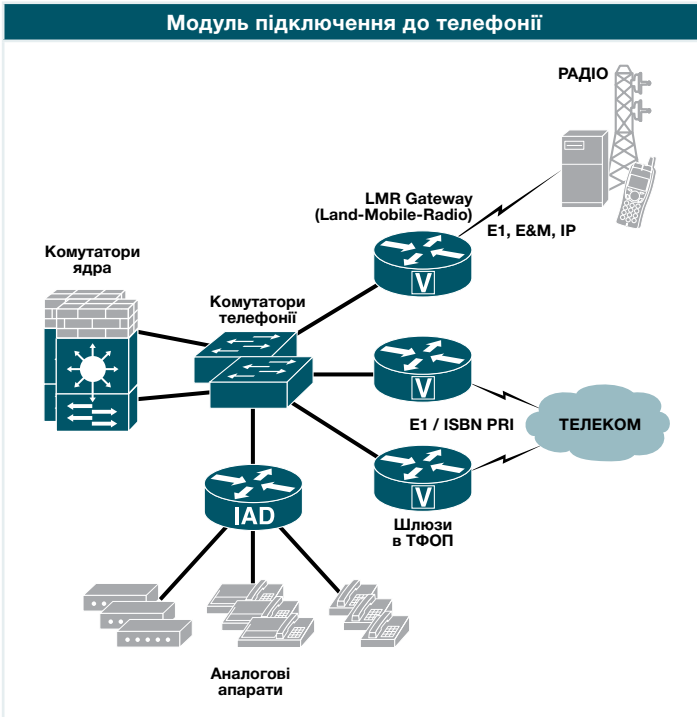 Модуль підключення до телефонії
РАДІО
LMR Gateway
(Land-Mobile-Radio)
E1, E&M, IP
V
Комутатори
ядра
Комутатори
телефонії
V
E1 / ISBN PRI
ТЕЛЕКОМ
V
Шлюзи
в ТФОП
IAD
Аналогові
апарати